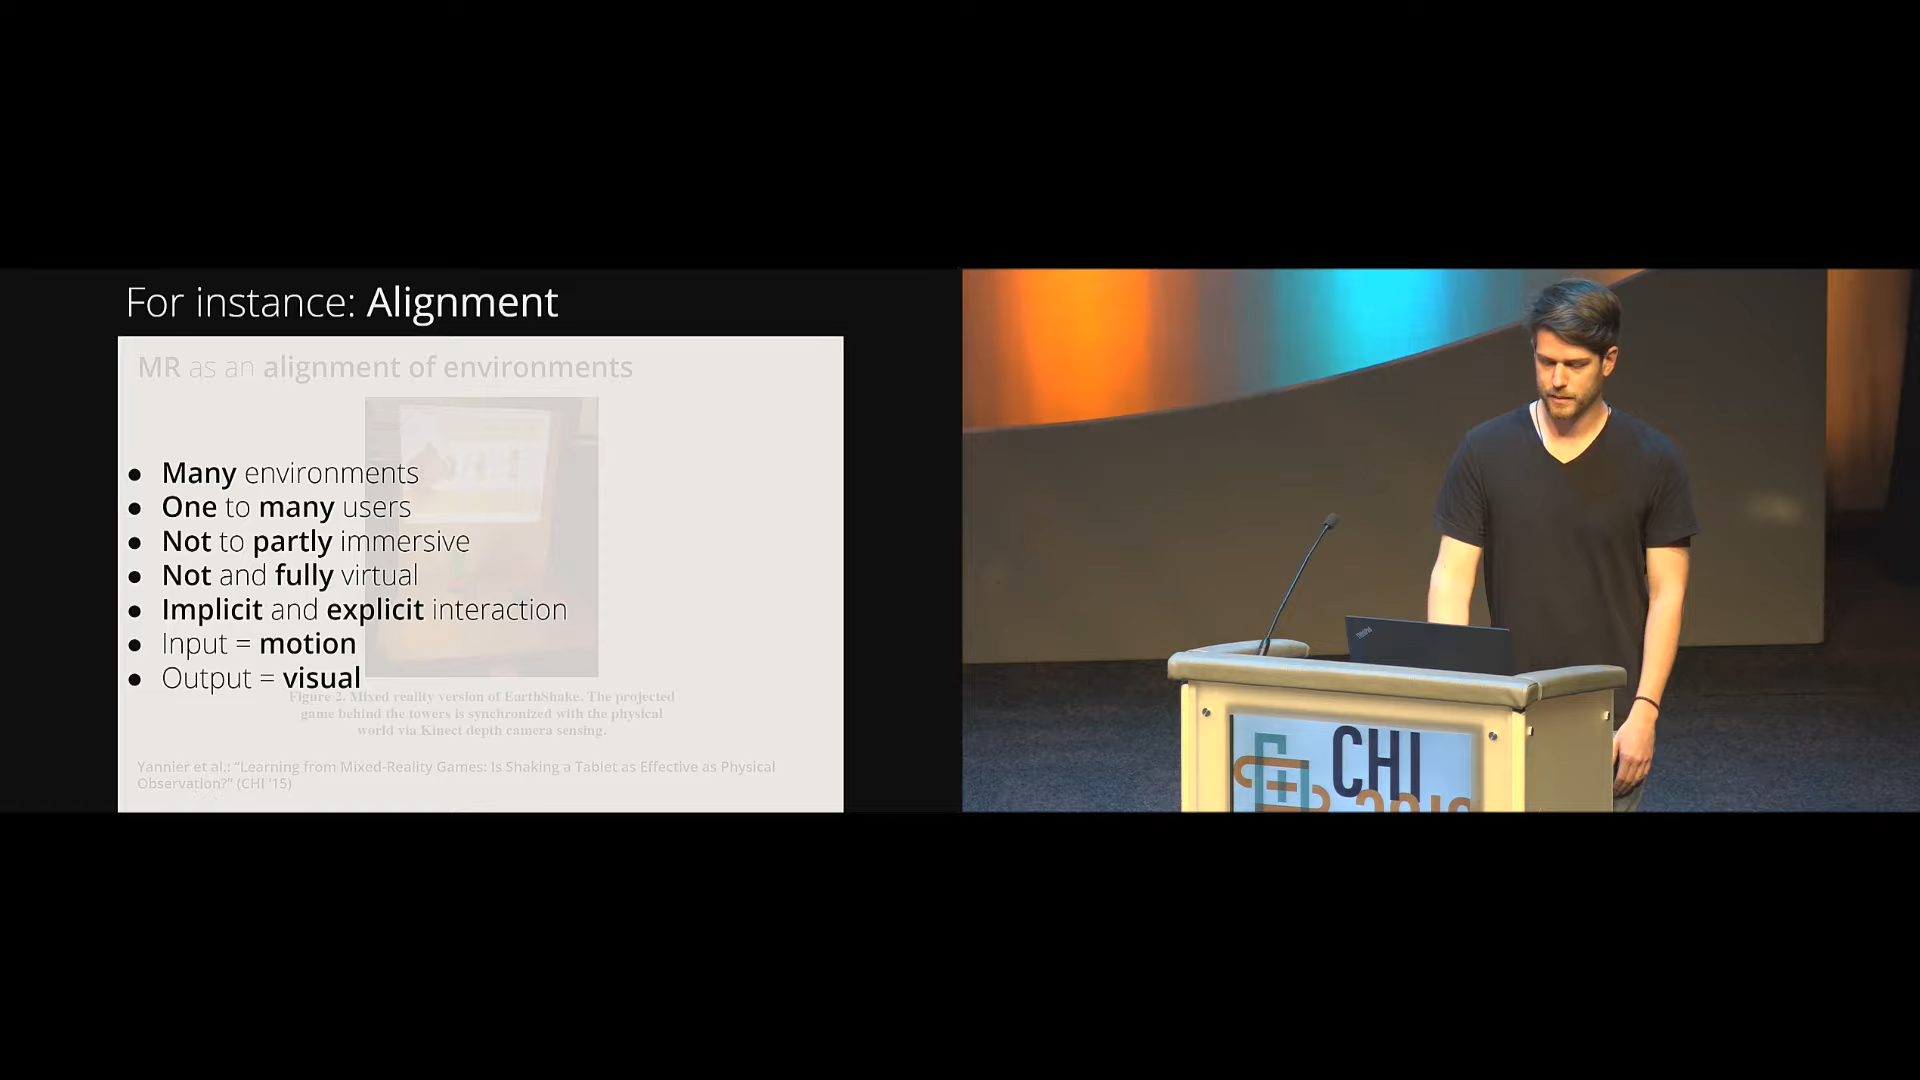 For instance: Alignment
MR as an alignment of environments
● Many environments
● One to many users
● Not to partly immersive
● Not and fully virtual
● Implicit and explicit interaction
● Input = motion
● Output = visual
Figure 2. Mixed reality version of EarthShake. The projected
game behind the towers is synchronized with the physical
world via Kinect depth camera sensing.
Yannier et al.: “Learning from Mixed-Reality Games: Is Shaking a Tablet as Effective as Physical
Observation?” (CHI '15)
ThinkPad
CHI